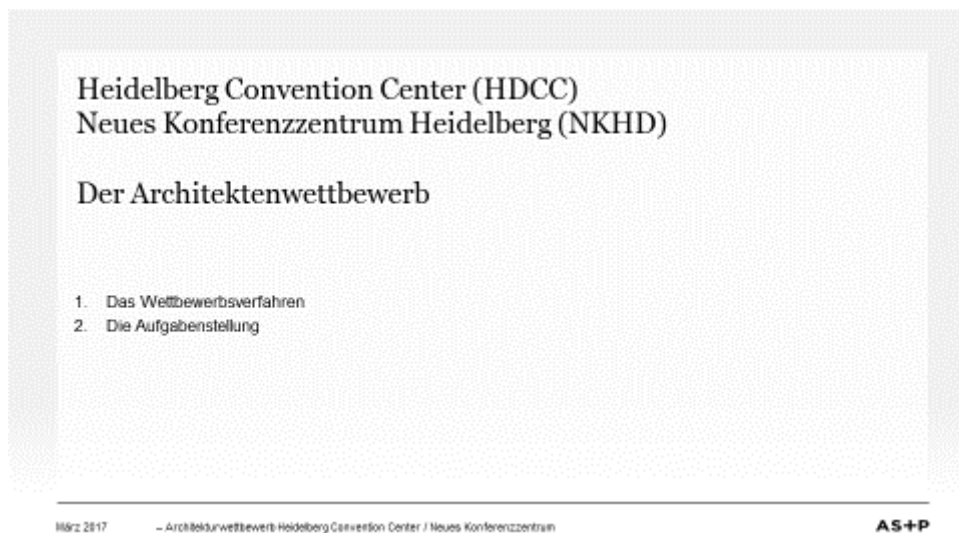 Heidelberg Convention Center (HDCC)
Neues Konferenzzentrum Heidelberg (NKHD)
Der Architektenwettbewerb
1. Das Wettbewerbsverfahren
2. Die Aufgabenstellung
März 2017 – Architekturwettbewerb Heidelberg Convention Center / Neues Konferenzzentrum AS+P